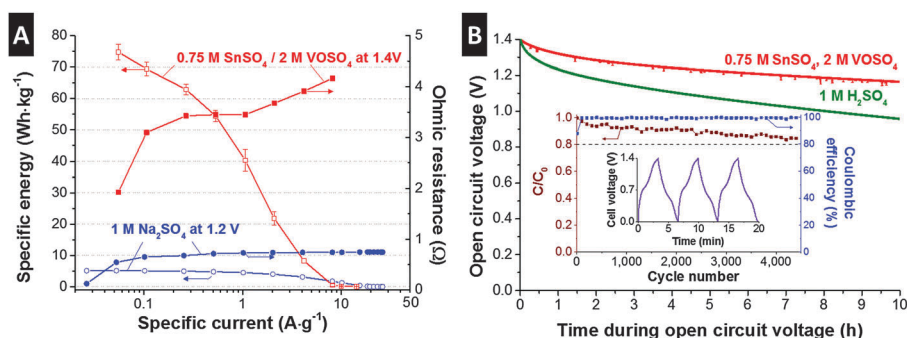 A
80
70
60
50
40
30
20
10
0
Specific energy (Wh·kg⁻¹)
0.75 M SnSO₄ / 2 M VOSO₄ at 1.4V
1 M Na₂SO₄ at 1.2 V
5
4
3
2
1
0
Ohmic resistance (Ω)
0.1 1 10 50
Specific current (A·g⁻¹)
B
1.4
1.2
1.0
0.8
0.6
0.4
0.2
0.0
Open circuit voltage (V)
0.75 M SnSO₄, 2 M VOSO₄
1 M H₂SO₄
1.0
0.8
0.6
0.4
0.2
0.0
C/C₀
100
80
60
40
20
0
Coulombic
efficiency (%)
Cell voltage (V)
1.4
0.7
0.0
0 5 10 15 20
Time (min)
0 1,000 2,000 3,000 4,000
Cycle number
0 1 2 3 4 5 6 7 8 9 10
Time during open circuit voltage (h)